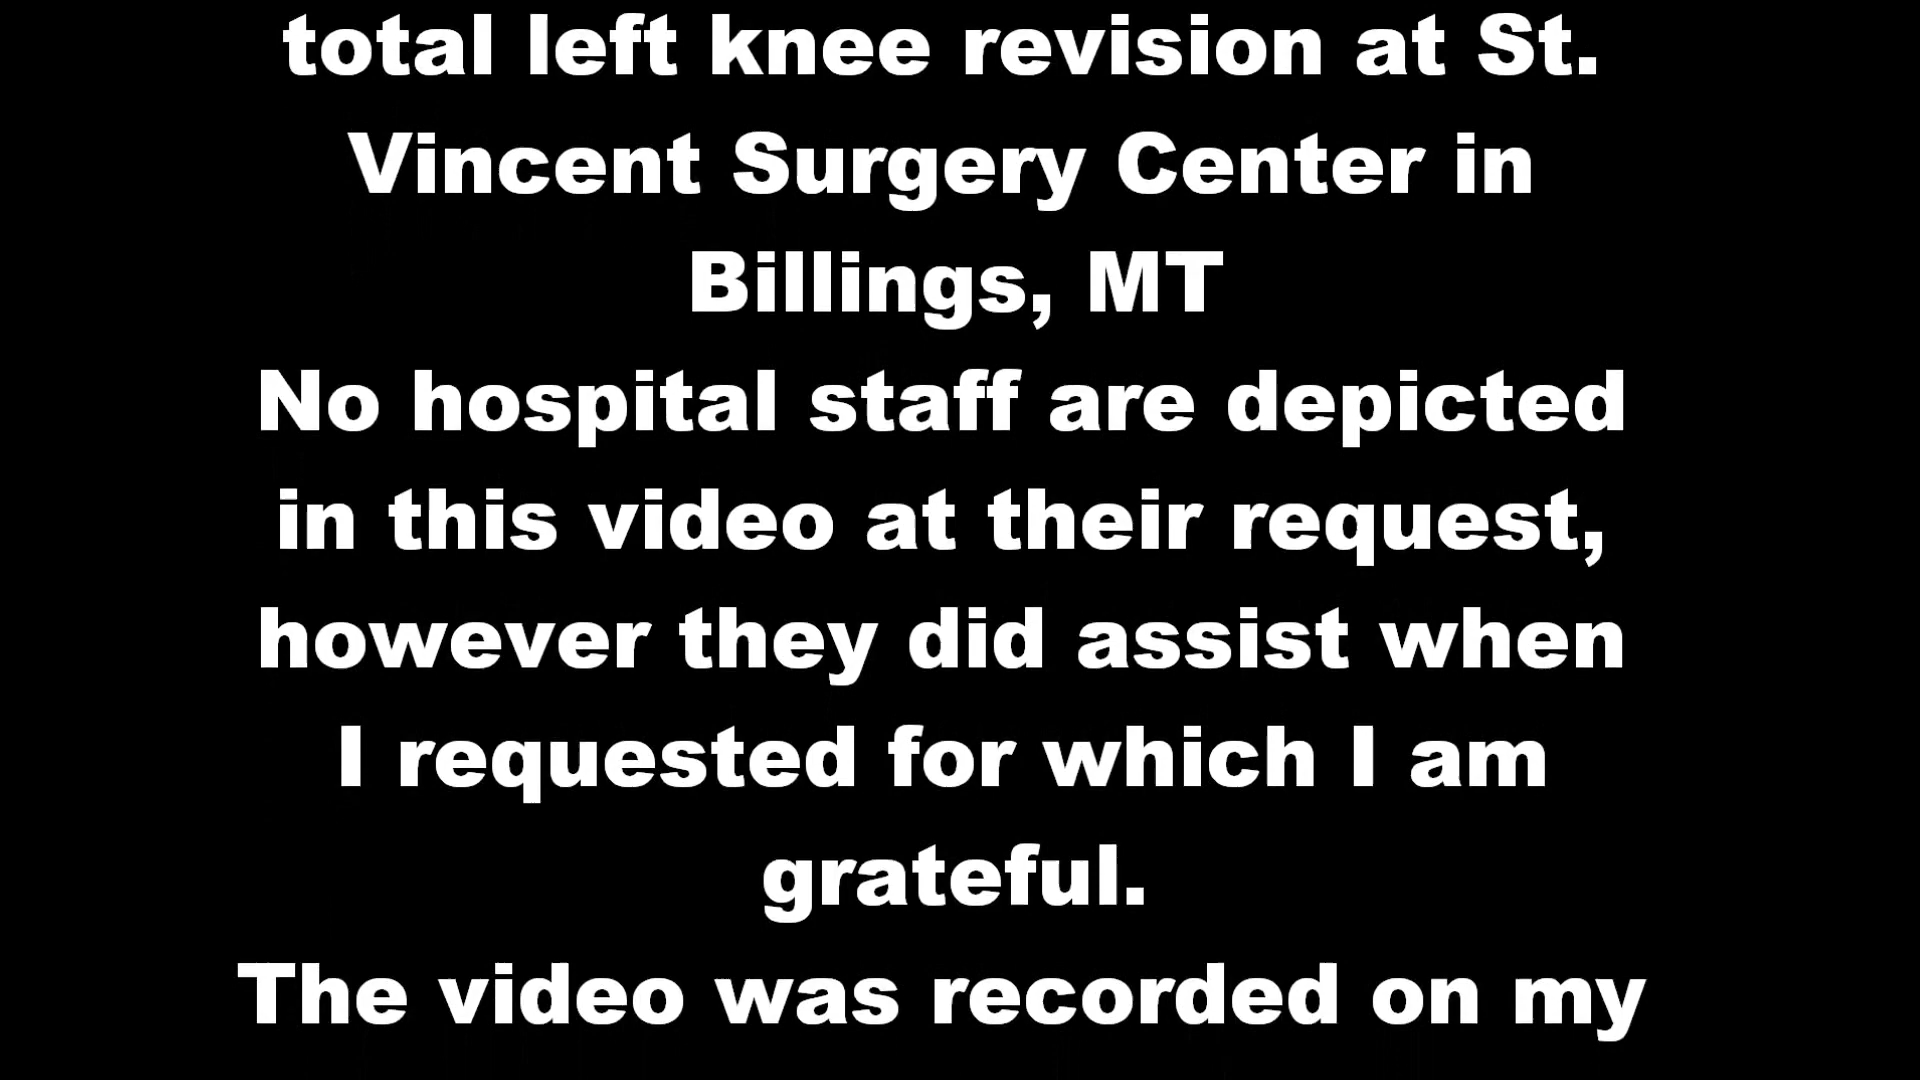 total left knee revision at St.
Vincent Surgery Center in
Billings, MT
No hospital staff are depicted
in this video at their request,
however they did assist when
I requested for which I am
grateful.
The video was recorded on my